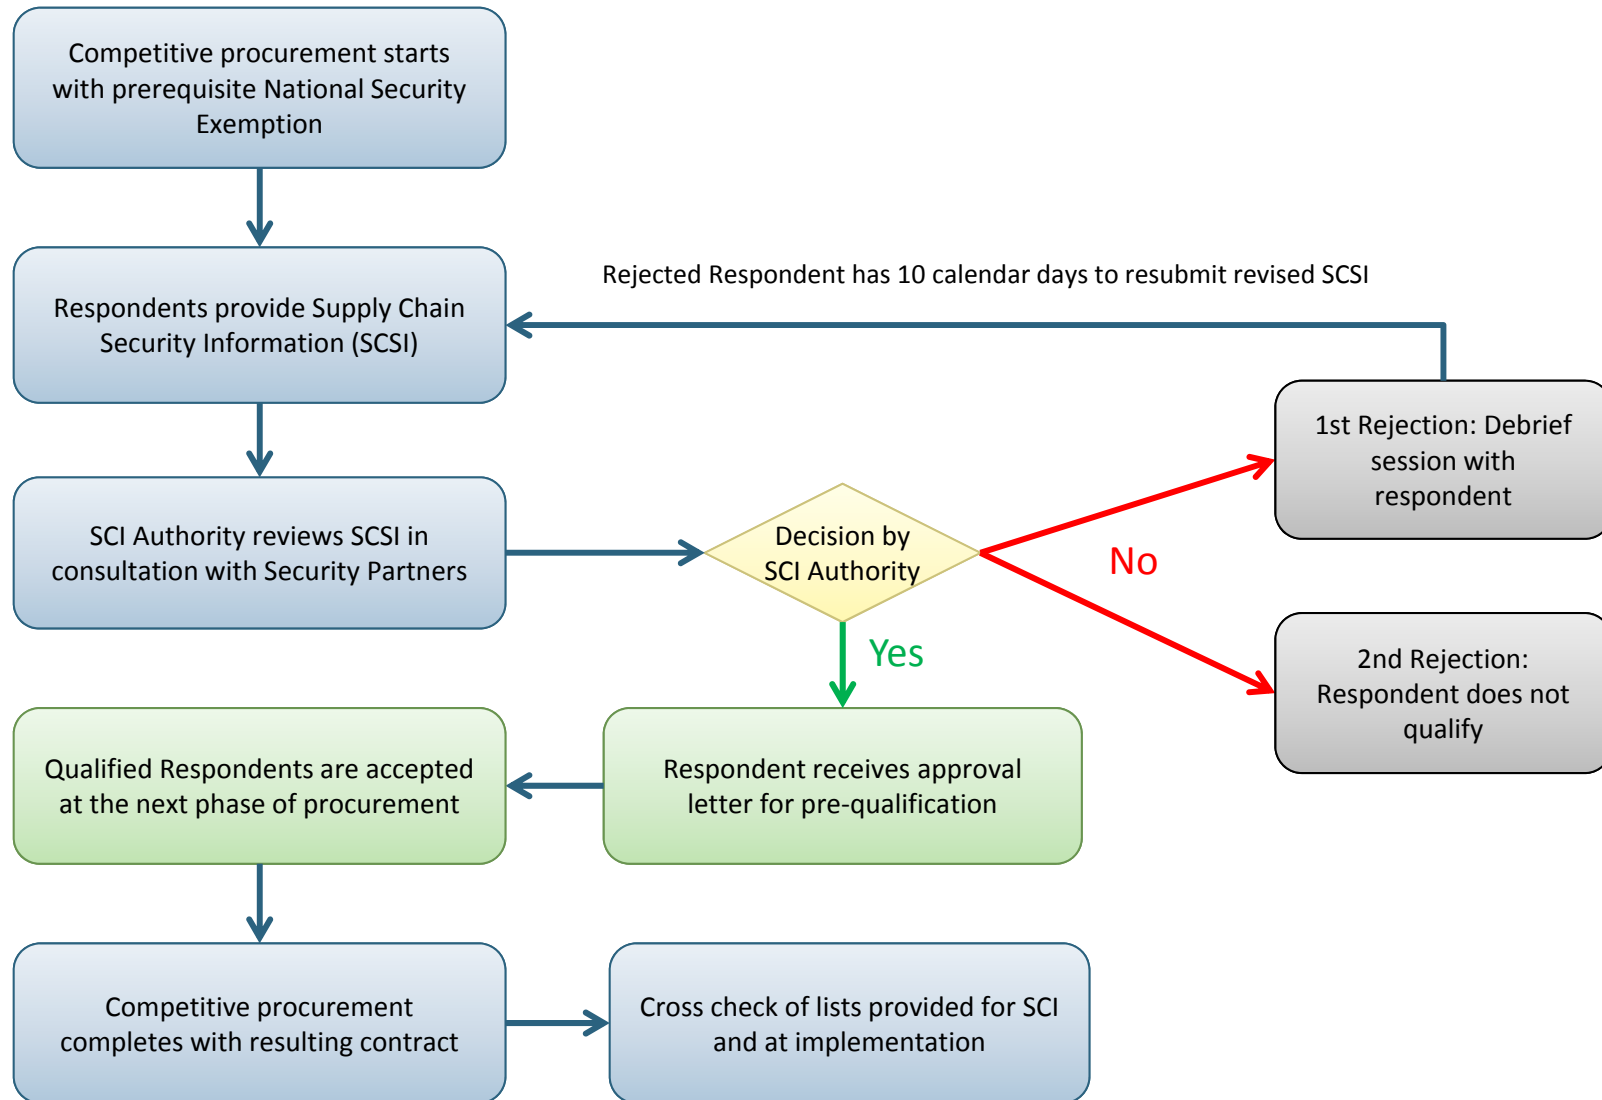 Competitive procurement starts
with prerequisite National Security
Exemption
Respondents provide Supply Chain
Security Information (SCSI)
Rejected Respondent has 10 calendar days to resubmit revised SCSI
1st Rejection: Debrief
session with
respondent
SCI Authority reviews SCSI in
consultation with Security Partners
Decision by
SCI Authority
No
Yes
2nd Rejection:
Respondent does not
qualify
Qualified Respondents are accepted
at the next phase of procurement
Respondent receives approval
letter for pre-qualification
Competitive procurement
completes with resulting contract
Cross check of lists provided for SCI
and at implementation